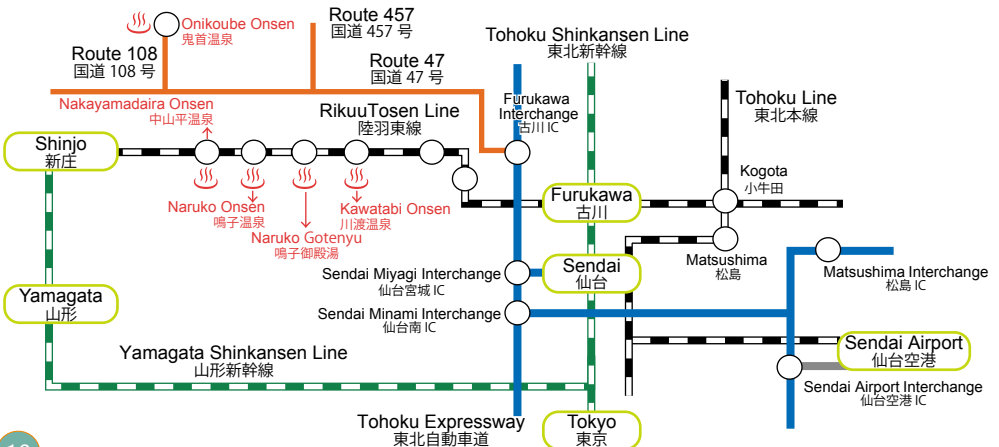 Onikoube Onsen
鬼首温泉
Route 457
国道 457 号
Route 108
国道 108 号
Route 47
国道 47 号
Tohoku Shinkansen Line
東北新幹線
Nakayamadaira Onsen
中山平温泉
RikuuTosen Line
陸羽東線
Furukawa
Interchange
古川 IC
Tohoku Line
東北本線
Shinjo
新庄
Kogota
小牛田
Naruko Onsen
鳴子温泉
Naruko Gotenyu
鳴子御殿湯
Kawatabi Onsen
川渡温泉
Furukawa
古川
Matsushima
松島
Sendai Miyagi Interchange
仙台宮城 IC
Sendai
仙台
Matsushima Interchange
松島 IC
Yamagata
山形
Sendai Minami Interchange
仙台南 IC
Yamagata Shinkansen Line
山形新幹線
Sendai Airport
仙台空港
Sendai Airport Interchange
仙台空港 IC
Tohoku Expressway
東北自動車道
Tokyo
東京